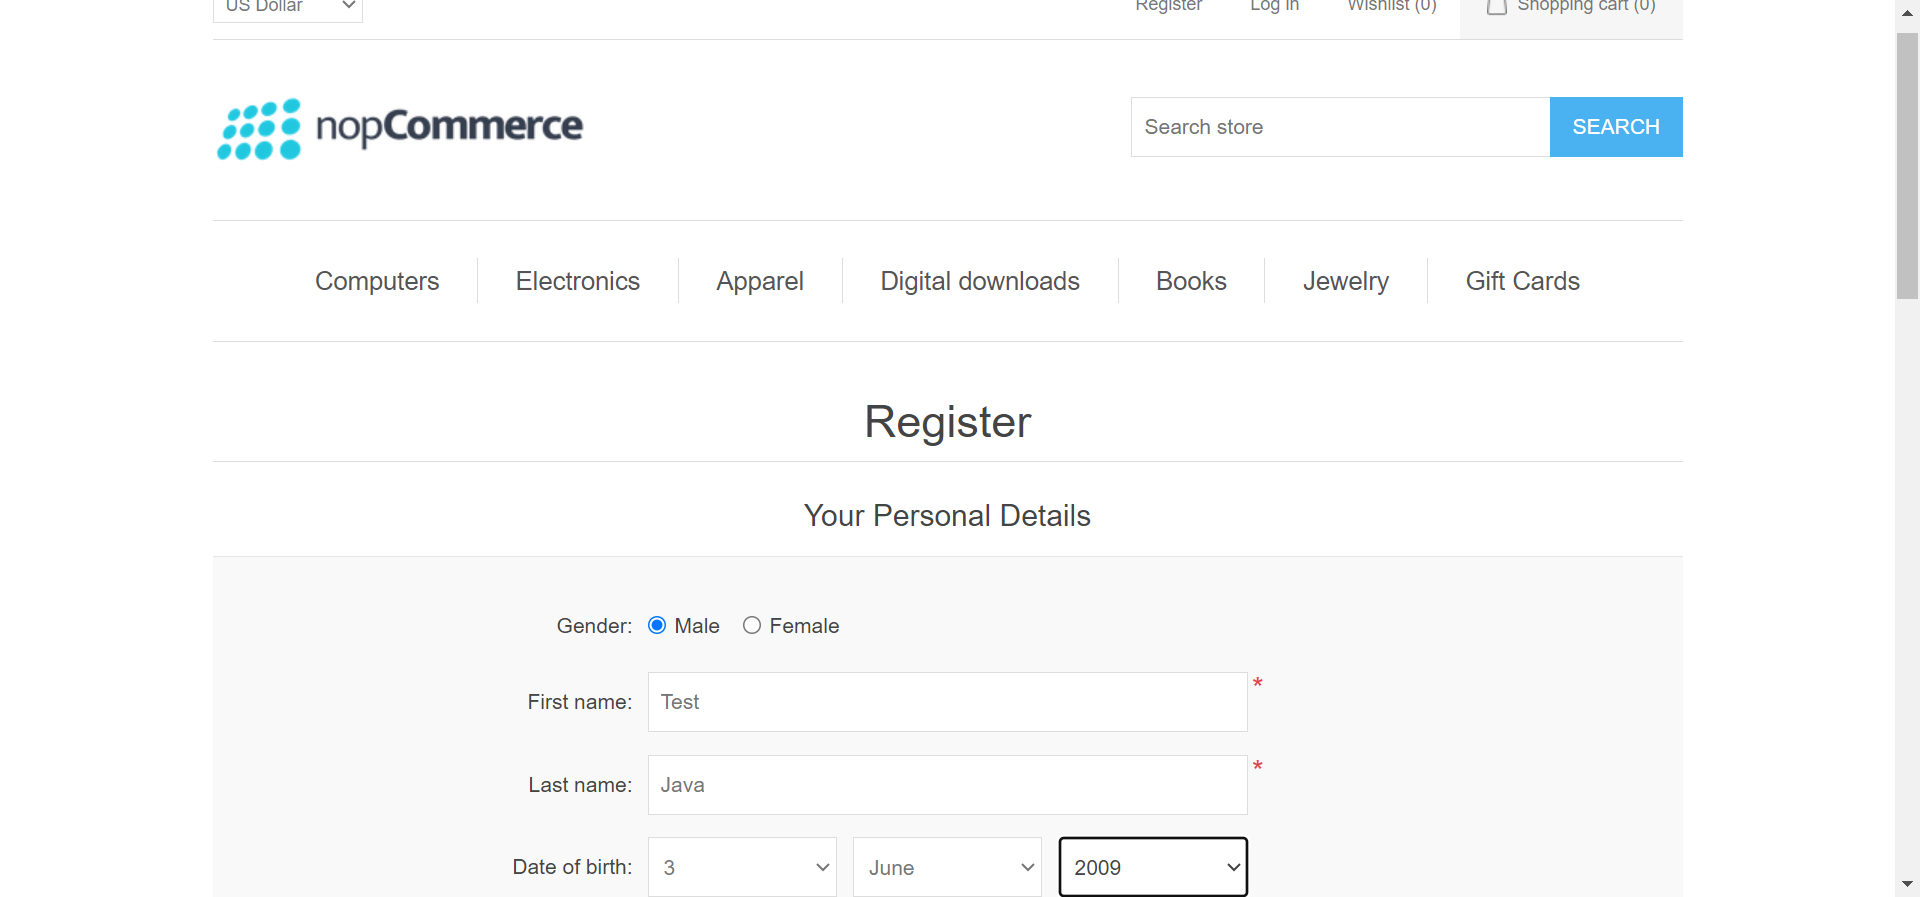 US Dollar Register Log in Wishlist (0) Shopping cart (0)
nopCommerce Search store SEARCH
Computers Electronics Apparel Digital downloads Books Jewelry Gift Cards
Register
Your Personal Details
Gender: Male Female
First name: Test *
Last name: Java *
Date of birth: 3 June 2009